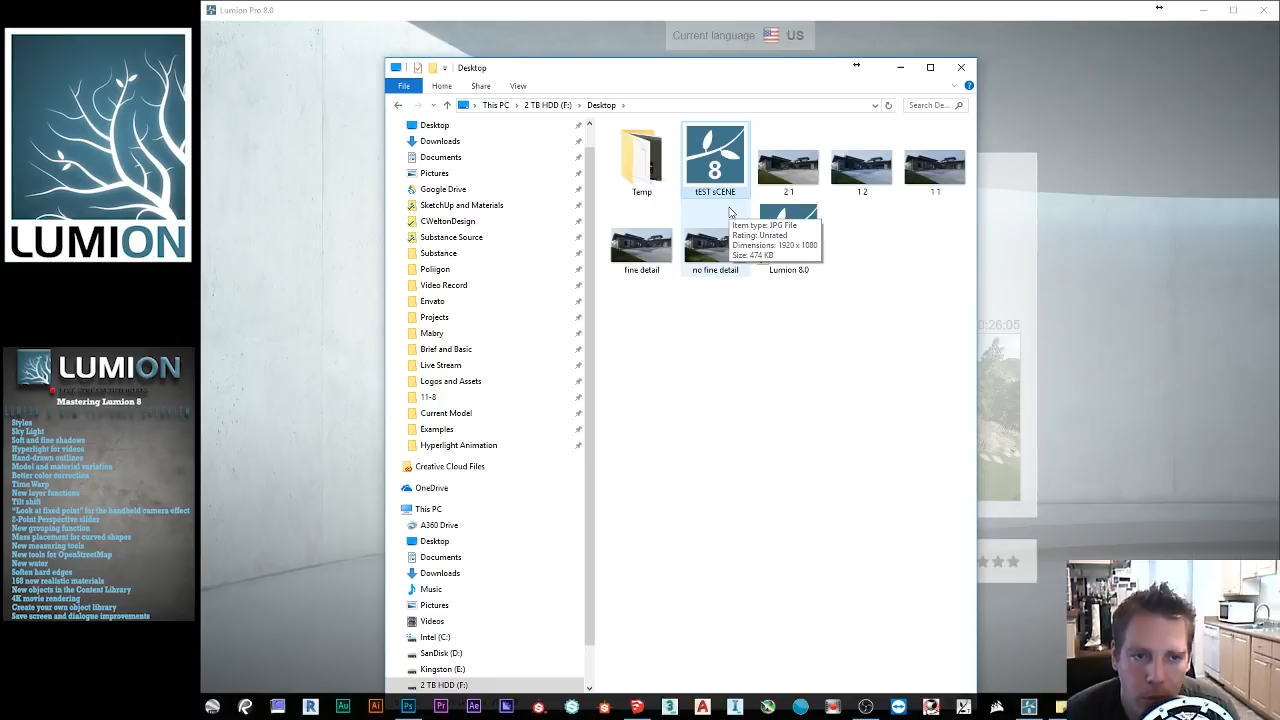 Lumion Pro 8.0
Current language US
Desktop
File Home Share View
This PC > 2 TB HDD (F:) > Desktop >
Search De...
Desktop
Downloads
Documents
Pictures
Google Drive
SketchUp and Materials
CWeltonDesign
Substance Source
Substance
Poliigon
Video Record
Envato
Projects
Mabry
Brief and Basic
Live Stream
Logos and Assets
11-8
Current Model
Examples
Hyperlight Animation
Creative Cloud Files
OneDrive
This PC
A360 Drive
Desktop
Documents
Downloads
Music
Pictures
Videos
Intel (C:)
SanDisk (D:)
Kingston (E:)
2 TB HDD (F:)
8
Temp
tEST sCENE
2 1
1 2
1 1
fine detail
no fine detail
Lumion 8.0
Item type: JPG File
Rating: Unrated
Dimensions: 1920 x 1080
Size: 474 KB
0:26:05
LUMION
LUMION
Mastering Lumion 8
Styles
Sky Light
Soft and fine shadows
Hyperlight for videos
Hand-drawn outlines
Model and material variation
Better color correction
Time Warp
New layer functions
Tilt shift
"Look at fixed point" for the handheld camera effect
2-Point Perspective slider
New grouping function
Mass placement for curved shapes
New measuring tools
New tools for OpenStreetMap
New water
Soften hard edges
168 new realistic materials
New objects in the Content Library
4K movie rendering
Create your own object library
Save screen and dialogue improvements